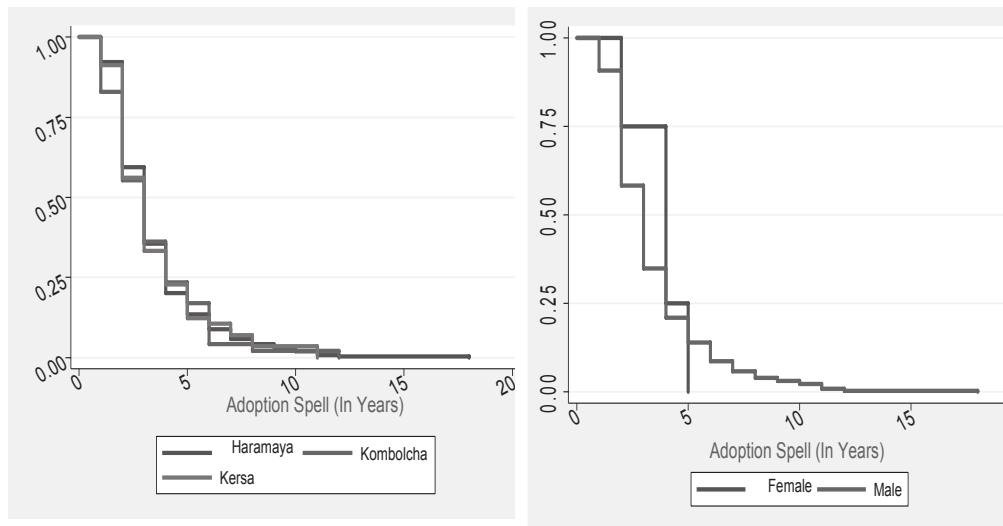 1.00
0.75
0.50
0.25
0.00
0 5 10 15 20
Adoption Spell (In Years)
Haramaya Kombolcha
Kersa
1.00
0.75
0.50
0.25
0.00
0 5 10 15
Adoption Spell (In Years)
Female Male